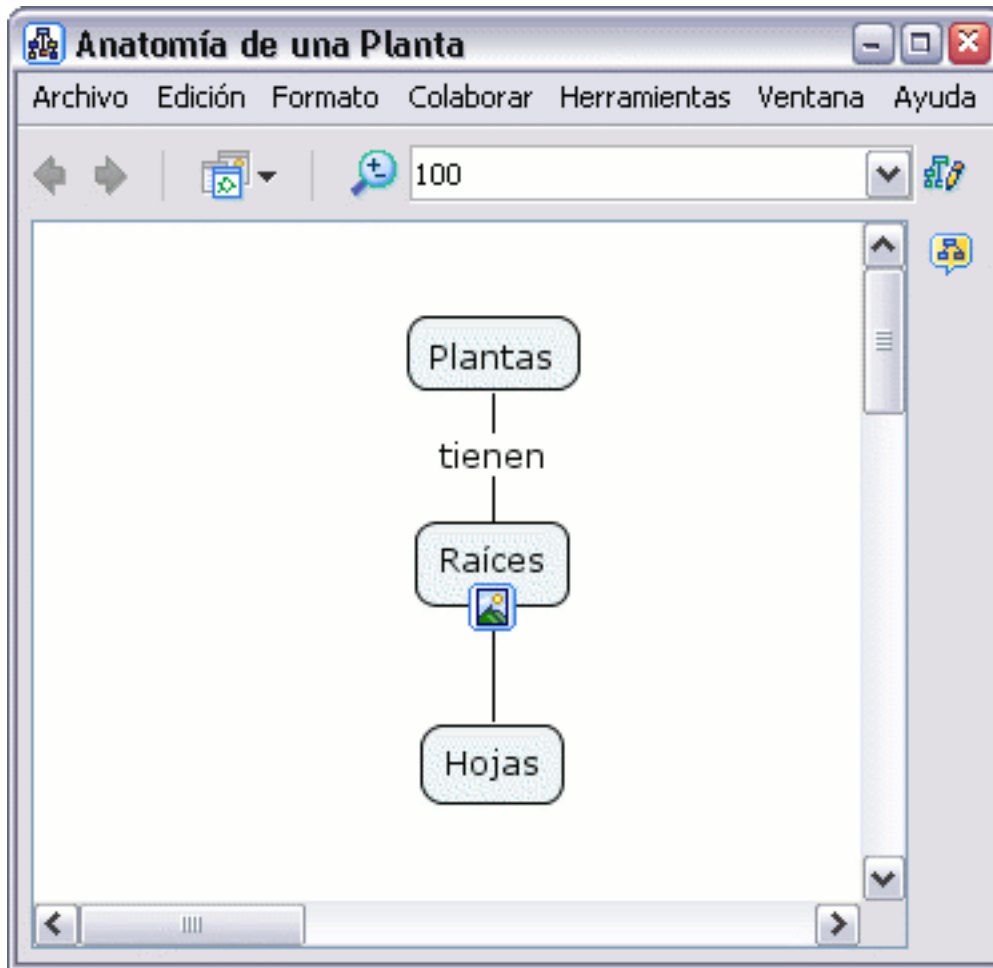 Anatomía de una Planta
Archivo Edición Formato Colaborar Herramientas Ventana Ayuda
100
Plantas
tienen
Raíces
Hojas